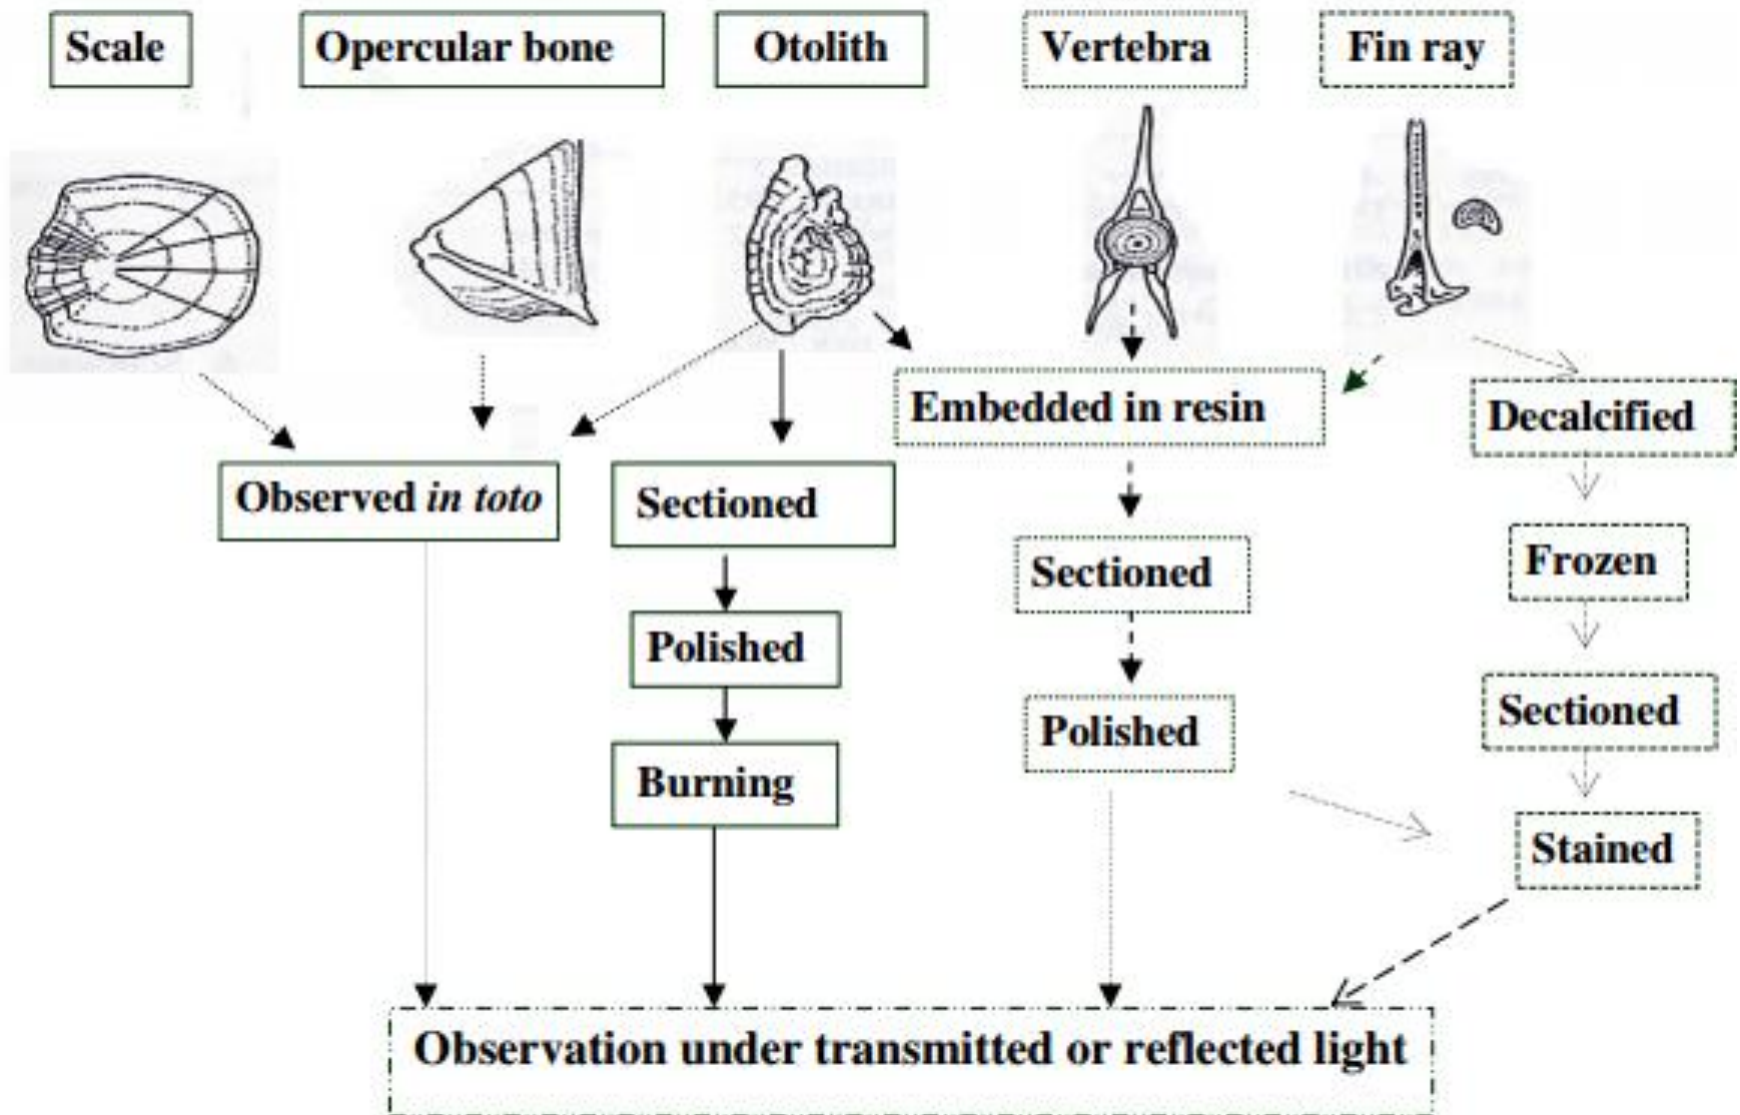 Scale
Opercular bone
Otolith
Vertebra
Fin ray
Embedded in resin
Decalcified
Observed in toto
Sectioned
Sectioned
Frozen
Polished
Polished
Sectioned
Burning
Stained
Observation under transmitted or reflected light